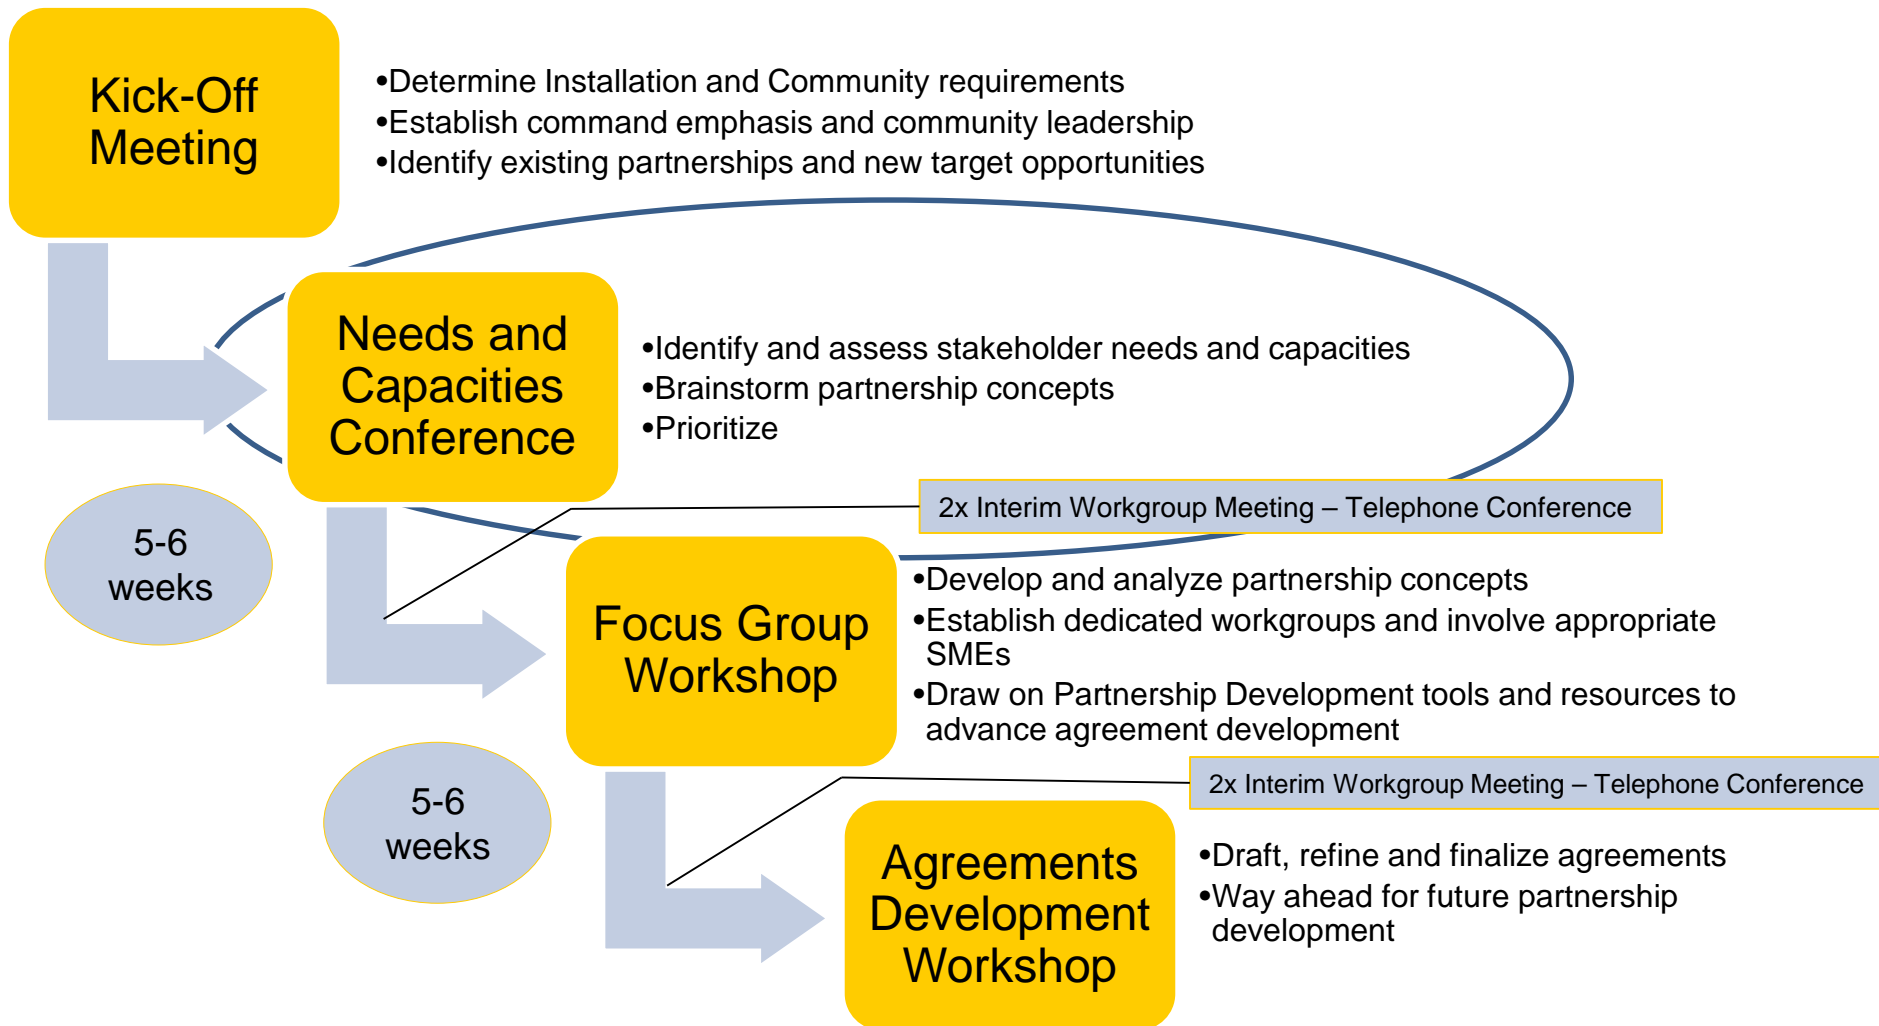 Kick-Off
Meeting
•Determine Installation and Community requirements
•Establish command emphasis and community leadership
•Identify existing partnerships and new target opportunities
Needs and
Capacities
Conference
•Identify and assess stakeholder needs and capacities
•Brainstorm partnership concepts
•Prioritize
5-6
weeks
2x Interim Workgroup Meeting – Telephone Conference
Focus Group
Workshop
•Develop and analyze partnership concepts
•Establish dedicated workgroups and involve appropriate
SMEs
•Draw on Partnership Development tools and resources to
advance agreement development
5-6
weeks
2x Interim Workgroup Meeting – Telephone Conference
Agreements
Development
Workshop
•Draft, refine and finalize agreements
•Way ahead for future partnership
development